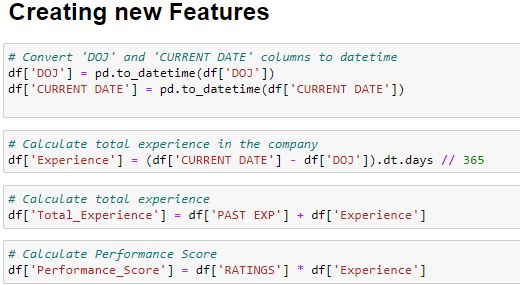 Creating new Features
# Convert 'DOJ' and 'CURRENT DATE' columns to datetime
df['DOJ'] = pd.to_datetime(df['DOJ'])
df['CURRENT DATE'] = pd.to_datetime(df['CURRENT DATE'])
# Calculate total experience in the company
df['Experience'] = (df['CURRENT DATE'] - df['DOJ']).dt.days // 365
# Calculate total experience
df['Total_Experience'] = df['PAST EXP'] + df['Experience']
# Calculate Performance Score
df['Performance_Score'] = df['RATINGS'] * df['Experience']